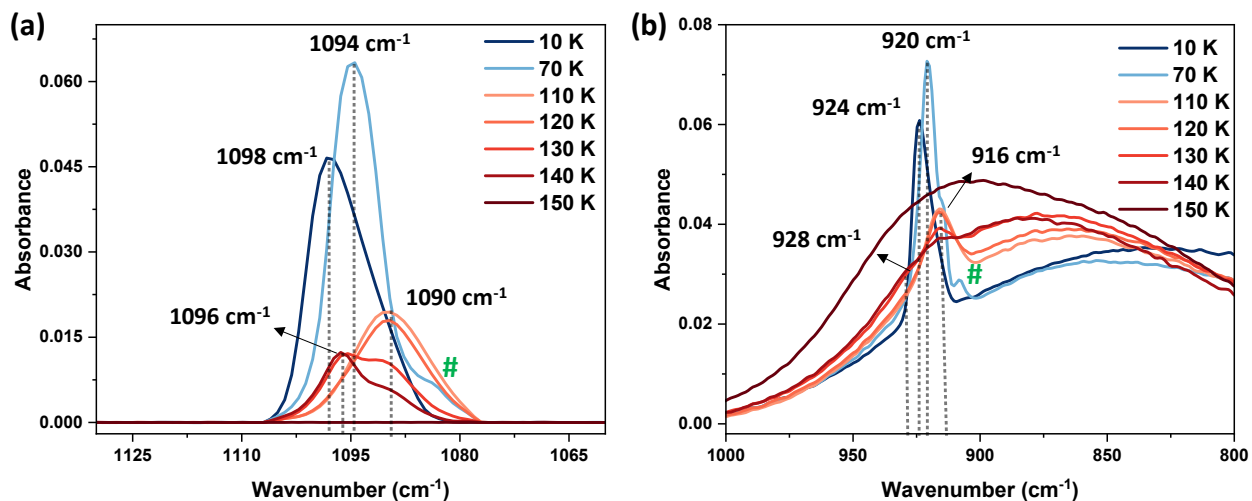 (a)
1094 cm-1
1098 cm-1
1096 cm-1
1090 cm-1
#
10 K
70 K
110 K
120 K
130 K
140 K
150 K
0.060
0.045
0.030
0.015
0.000
Absorbance
1125
1110
1095
1080
1065
Wavenumber (cm-1)
(b)
920 cm-1
924 cm-1
916 cm-1
928 cm-1
#
10 K
70 K
110 K
120 K
130 K
140 K
150 K
0.08
0.06
0.04
0.02
0.00
Absorbance
1000
950
900
850
800
Wavenumber (cm-1)